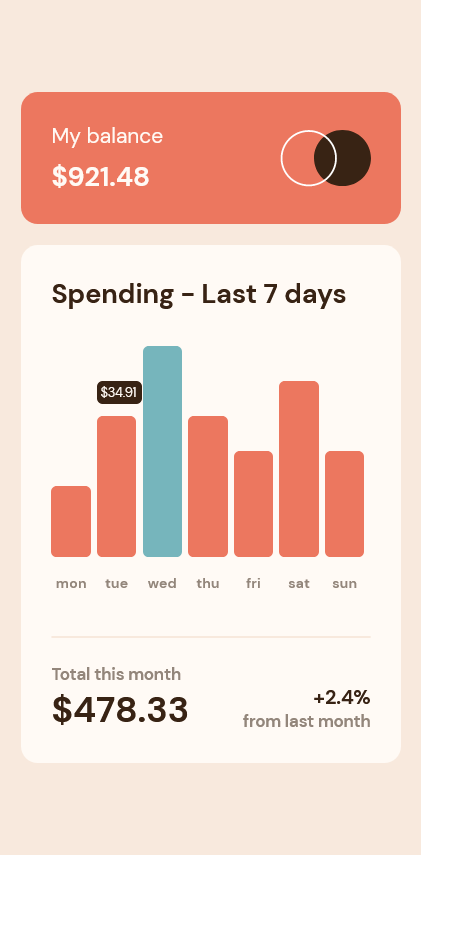 My balance
$921.48
Spending - Last 7 days
$34.91
mon tue wed thu fri sat sun
Total this month
$478.33
+2.4%
from last month